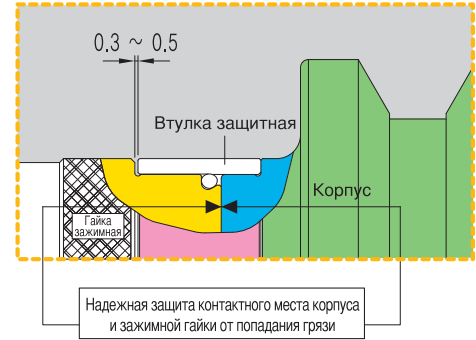 0.3 ~ 0.5
Втулка защитная
Корпус
Гайка
зажимная
Надежная защита контактного места корпуса
и зажимной гайки от попадания грязи